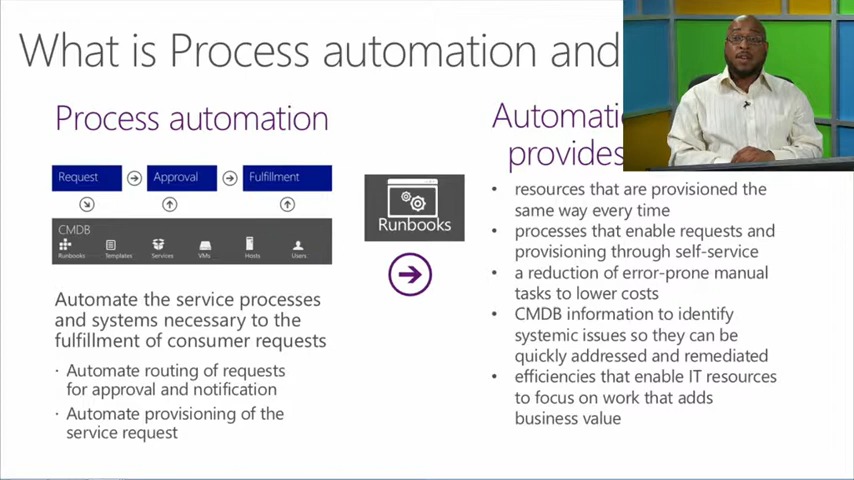 What is Process automation and
Process automation
Request
Approval
Fulfillment
CMDB
Runbooks
Templates
Services
VMs
Hosts
Users
Automate the service processes
and systems necessary to the
fulfillment of consumer requests
· Automate routing of requests
for approval and notification
· Automate provisioning of the
service request
Runbooks
provides
• resources that are provisioned the
same way every time
• processes that enable requests and
provisioning through self-service
• a reduction of error-prone manual
tasks to lower costs
• CMDB information to identify
systemic issues so they can be
quickly addressed and remediated
• efficiencies that enable IT resources
to focus on work that adds
business value